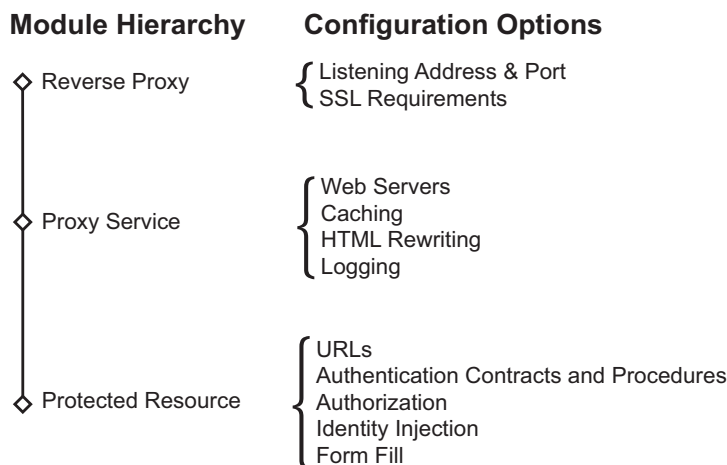 Module Hierarchy    Configuration Options
Reverse Proxy
Listening Address & Port
SSL Requirements
Proxy Service
Web Servers
Caching
HTML Rewriting
Logging
Protected Resource
URLs
Authentication Contracts and Procedures
Authorization
Identity Injection
Form Fill